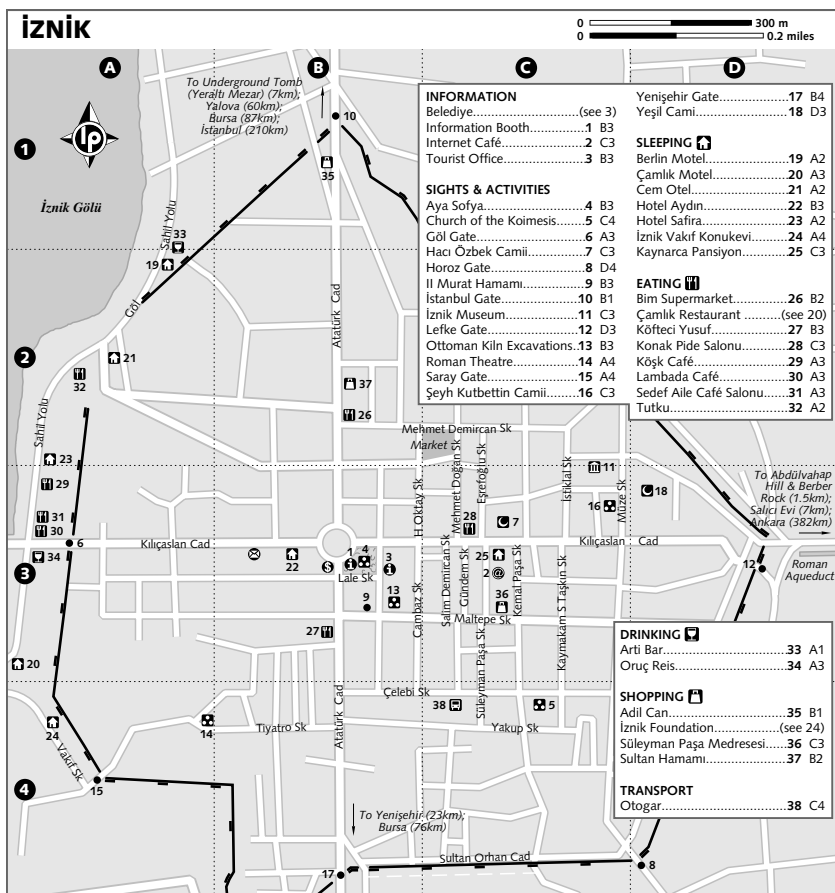 İZNİK
0 300 m
0 0.2 miles
A
B
C
D
1
2
3
4
lp
To Underground Tomb
(Yeraltı Mezar) (7km);
Yalova (60km);
Bursa (87km);
İstanbul (210km)
10
35
İznik Gölü
Sahil Yolu
33
19
Göl
Atatürk Cad
21
32
37
26
Sahil Yolu
23
29
31
30
34
6
Kılıçaslan Cad
22
1
4
3
$
Lale Sk
13
9
27
20
24
14
Vakıf Sk
15
Tiyatro Sk
Çelebi Sk
Atatürk Cad
38
5
Yakup Sk
To Yenişehir (23km);
Bursa (76km)
17
Sultan Orhan Cad
8
Mehmet Demircan Sk
Market
H Oktay Sk
Mehmet Doğan Sk
Eşrefoğlu Sk
İstiklal Sk
Müze Sk
11
16
18
28
7
25
2 @
36
Kılıçaslan Cad
Cambaz Sk
Salim Demircan Sk
Gündem Sk
Kemal Paşa Sk
Kaymakam S Taşkın Sk
Maltepe Sk
Süleyman Paşa Sk
To Abdülvahap
Hill & Berber
Rock (1.5km);
Salıcı Evi (7km);
Ankara (382km)
12
Roman
Aqueduct
INFORMATION
Belediye (see 3)
Information Booth 1 B3
Internet Café 2 C3
Tourist Office 3 B3
SIGHTS & ACTIVITIES
Aya Sofya 4 B3
Church of the Koimesis 5 C4
Göl Gate 6 A3
Hacı Özbek Camii 7 C3
Horoz Gate 8 D4
II Murat Hamamı 9 B3
İstanbul Gate 10 B1
İznik Museum 11 C3
Lefke Gate 12 D3
Ottoman Kiln Excavations 13 B3
Roman Theatre 14 A4
Saray Gate 15 A4
Şeyh Kutbettin Camii 16 C3
Yenişehir Gate 17 B4
Yeşil Cami 18 D3
SLEEPING
Berlin Motel 19 A2
Çamlık Motel 20 A3
Cem Otel 21 A2
Hotel Aydın 22 B3
Hotel Safira 23 A2
İznik Vakıf Konukevi 24 A4
Kaynarca Pansiyon 25 C3
EATING
Bim Supermarket 26 B2
Çamlık Restaurant (see 20)
Köfteci Yusuf 27 B3
Konak Pide Salonu 28 C3
Köşk Café 29 A3
Lambada Café 30 A3
Sedef Aile Café Salonu 31 A3
Tutku 32 A2
DRINKING
Arti Bar 33 A1
Oruç Reis 34 A3
SHOPPING
Adil Can 35 B1
İznik Foundation (see 24)
Süleyman Paşa Medresesi 36 C3
Sultan Hamamı 37 B2
TRANSPORT
Otogar 38 C4